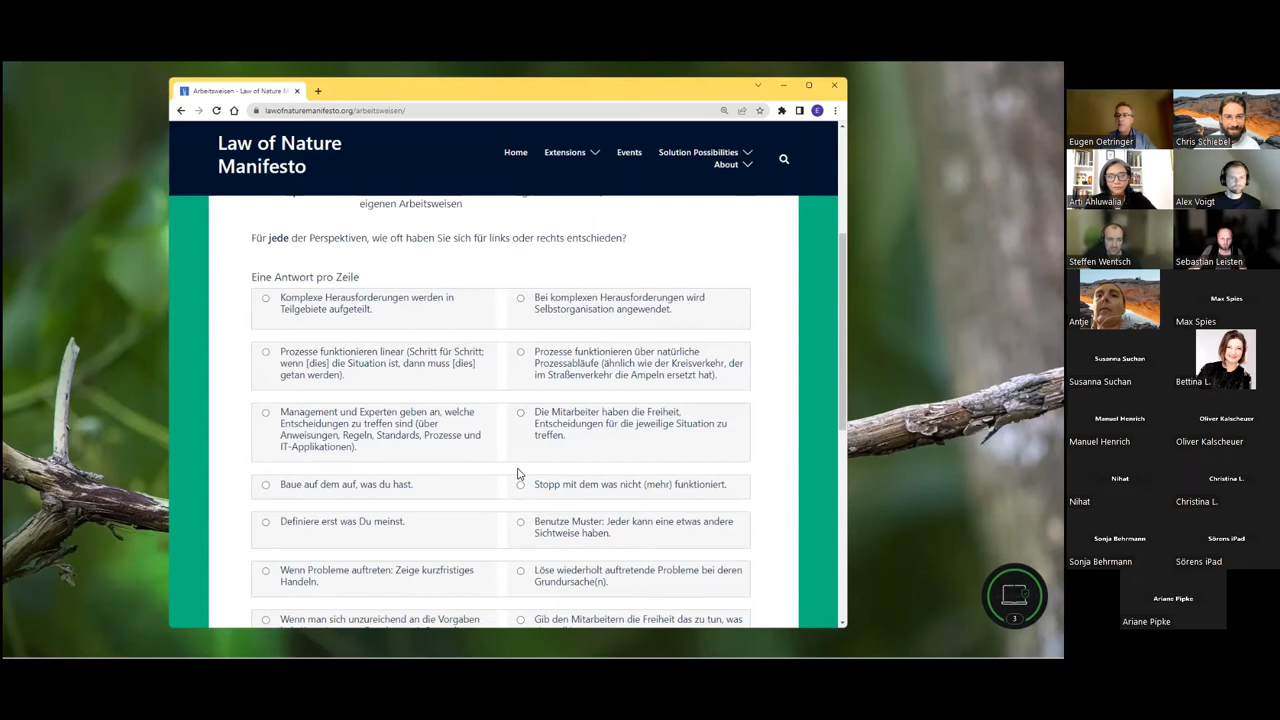 Arbeitsweisen - Law of Nature M
lawofnaturemanifesto.org/arbeitsweisen/
E
Law of Nature
Manifesto
Home
Extensions
Events
Solution Possibilities
About
eigenen Arbeitsweisen
Für jede der Perspektiven, wie oft haben Sie sich für links oder rechts entschieden?
Eine Antwort pro Zeile
Komplexe Herausforderungen werden in
Teilgebiete aufgeteilt.
Bei komplexen Herausforderungen wird
Selbstorganisation angewendet.
Prozesse funktionieren linear (Schritt für Schritt;
wenn [dies] die Situation ist, dann muss [dies]
getan werden).
Prozesse funktionieren über natürliche
Prozessabläufe (ähnlich wie der Kreisverkehr, der
im Straßenverkehr die Ampeln ersetzt hat).
Management und Experten geben an, welche
Entscheidungen zu treffen sind (über
Anweisungen, Regeln, Standards, Prozesse und
IT-Applikationen).
Die Mitarbeiter haben die Freiheit,
Entscheidungen für die jeweilige Situation zu
treffen.
Baue auf dem auf, was du hast.
Stopp mit dem was nicht (mehr) funktioniert.
Definiere erst was Du meinst.
Benutze Muster: Jeder kann eine etwas andere
Sichtweise haben.
Wenn Probleme auftreten: Zeige kurzfristiges
Handeln.
Löse wiederholt auftretende Probleme bei deren
Grundursache(n).
Wenn man sich unzureichend an die Vorgaben
Gib den Mitarbeitern die Freiheit das zu tun, was
3
Eugen Oetringer
Chris Schiebel
Arti Ahluwalia
Alex Voigt
Steffen Wentsch
Sebastian Leisten
Antje
Max Spies
Max Spies
Susanna Suchan
Susanna Suchan
Bettina L.
Manuel Henrich
Manuel Henrich
Oliver Kalscheuer
Oliver Kalscheuer
Nihat
Nihat
Christina L.
Christina L.
Sonja Behrmann
Sonja Behrmann
Sörens iPad
Sörens iPad
Ariane Pipke
Ariane Pipke